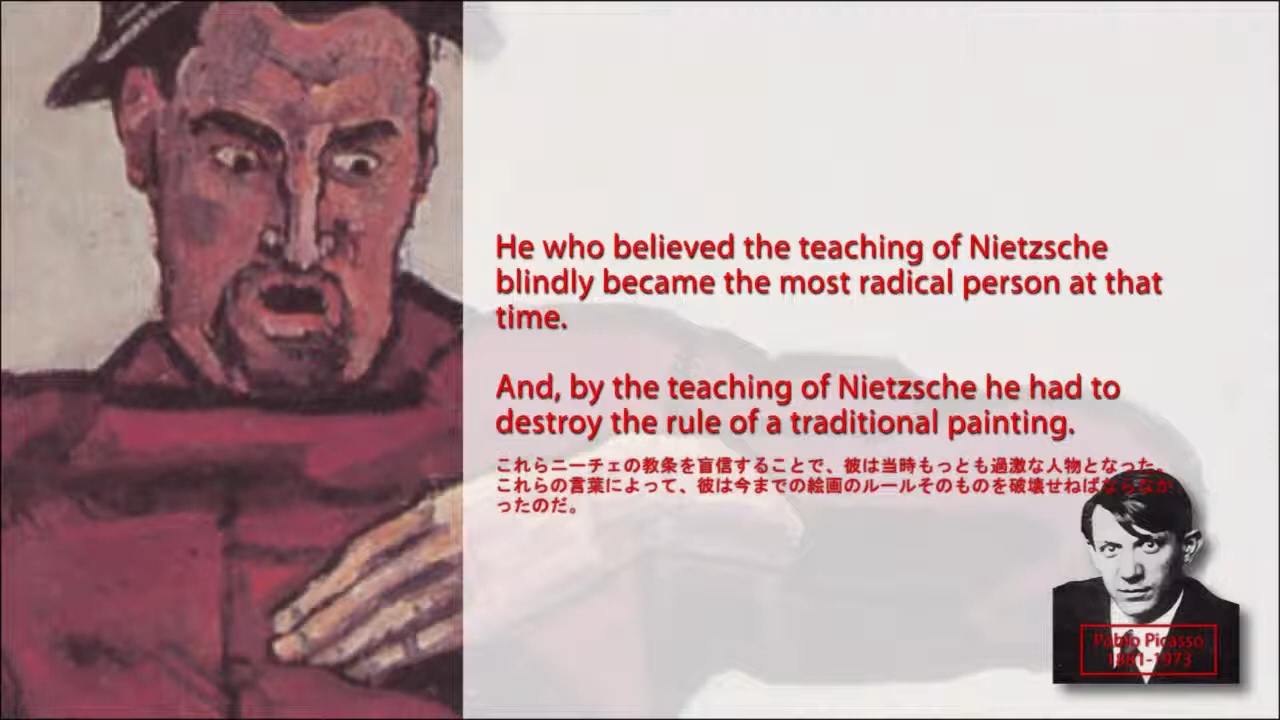 He who believed the teaching of Nietzsche
blindly became the most radical person at that
time.
And, by the teaching of Nietzsche he had to
destroy the rule of a traditional painting.
これらニーチェの教条を盲信することで、彼は当時もっとも過激な人物となった。
これらの言葉によって、彼は今までの絵画のルールそのものを破壊せねばならなか
ったのだ。
Pablo Picasso
1881-1973